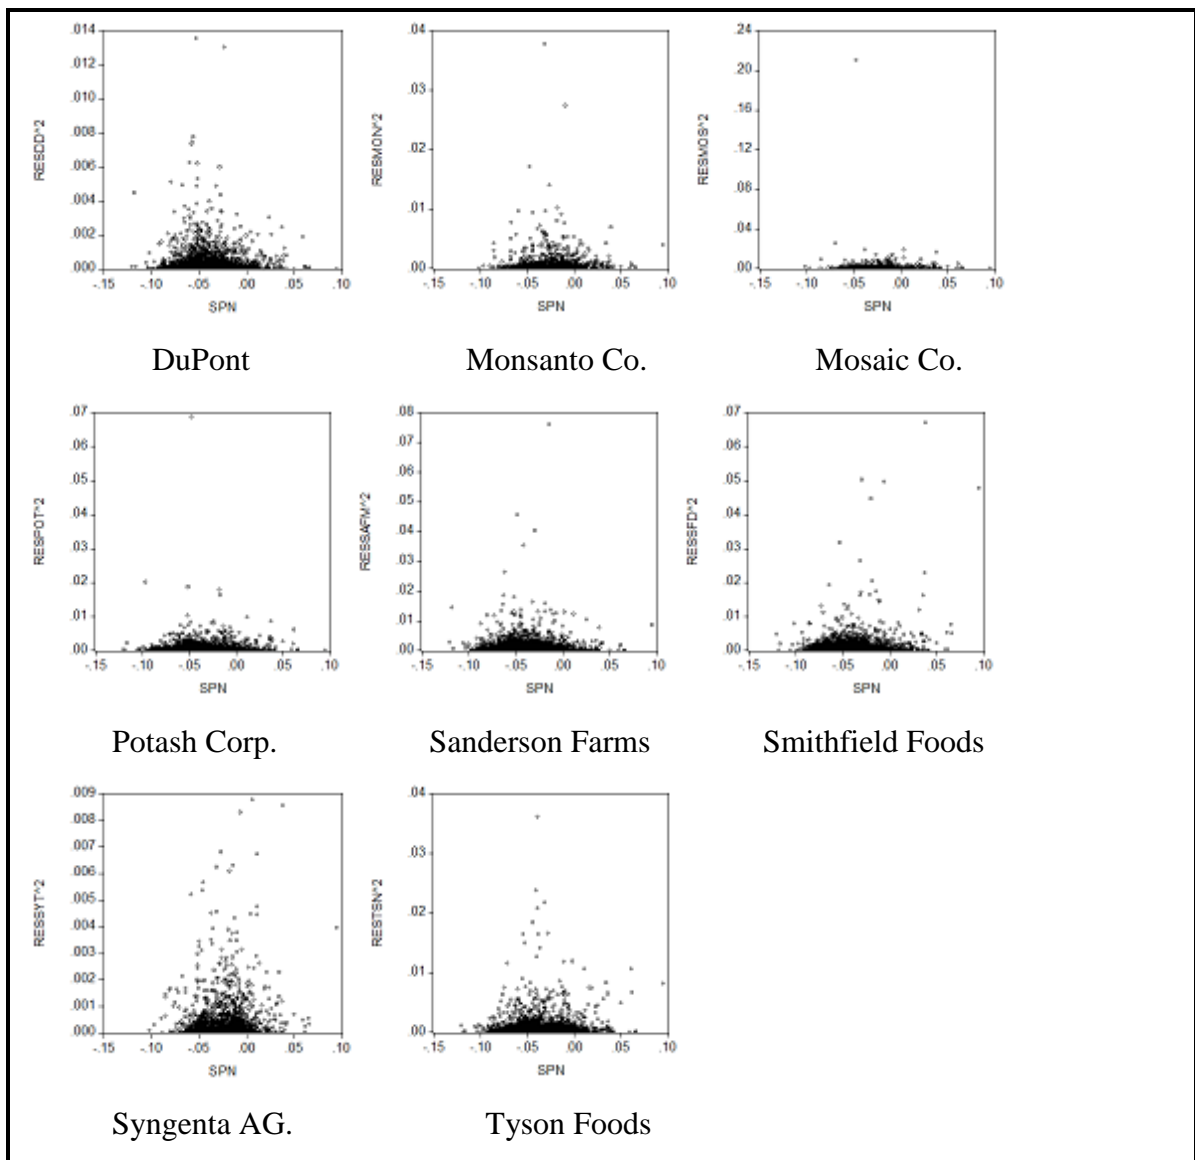 .014
.012
.010
.008
.006
.004
.002
.000
RESDD^2
-.15 -.10 -.05 .00 .05 .10
SPN
DuPont
.04
.03
.02
.01
.00
RESMON^2
-.15 -.10 -.05 .00 .05 .10
SPN
Monsanto Co.
.24
.20
.16
.12
.08
.04
.00
RESMOS^2
-.15 -.10 -.05 .00 .05 .10
SPN
Mosaic Co.
.07
.06
.05
.04
.03
.02
.01
.00
RESPOT^2
-.15 -.10 -.05 .00 .05 .10
SPN
Potash Corp.
.08
.07
.06
.05
.04
.03
.02
.01
.00
RESSAFM^2
-.15 -.10 -.05 .00 .05 .10
SPN
Sanderson Farms
.07
.06
.05
.04
.03
.02
.01
.00
RESSFD^2
-.15 -.10 -.05 .00 .05 .10
SPN
Smithfield Foods
.009
.008
.007
.006
.005
.004
.003
.002
.001
.000
RESSYT^2
-.15 -.10 -.05 .00 .05 .10
SPN
Syngenta AG.
.04
.03
.02
.01
.00
RESTSN^2
-.15 -.10 -.05 .00 .05 .10
SPN
Tyson Foods